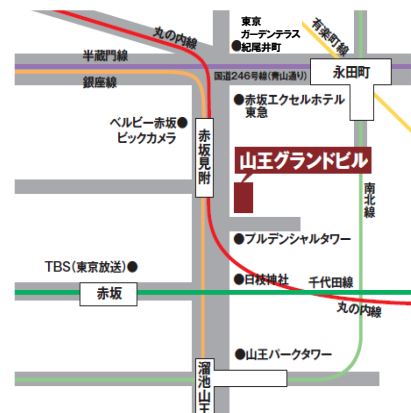 東京
ガーデンテラス
紀尾井町
有楽町線
丸の内線
半蔵門線
国道246号線(青山通り)
永田町
銀座線
赤坂エクセルホテル
東急
ベルビー赤坂
ビックカメラ
赤坂見附
山王グランドビル
南北線
プルデンシャルタワー
TBS(東京放送)
日枝神社
千代田線
赤坂
丸の内線
山王パークタワー
溜池山王